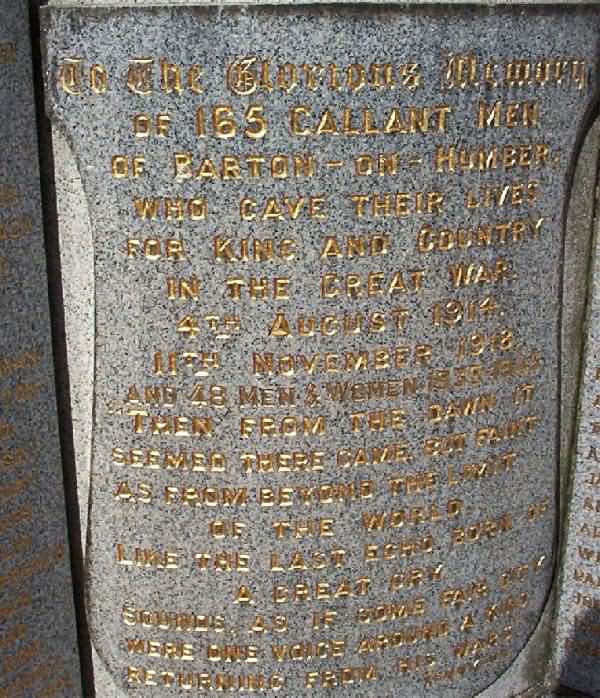 To The Glorious Memory
OF 165 GALLANT MEN
OF BARTON-ON-HUMBER,
WHO GAVE THEIR LIVES
FOR KING AND COUNTRY
IN THE GREAT WAR.
4TH AUGUST 1914.
11TH NOVEMBER 1918.
AND 48 MEN & WOMEN 1939-1945
"THEN FROM THE DAWN IT
SEEMED THERE CAME, BUT FAINT
AS FROM BEYOND THE LIMIT
OF THE WORLD
LIKE THE LAST ECHO BORN OF
A GREAT CRY
SOUNDS, AS IF SOME FAIR CITY
WERE ONE VOICE AROUND A KING
RETURNING FROM HIS WARS